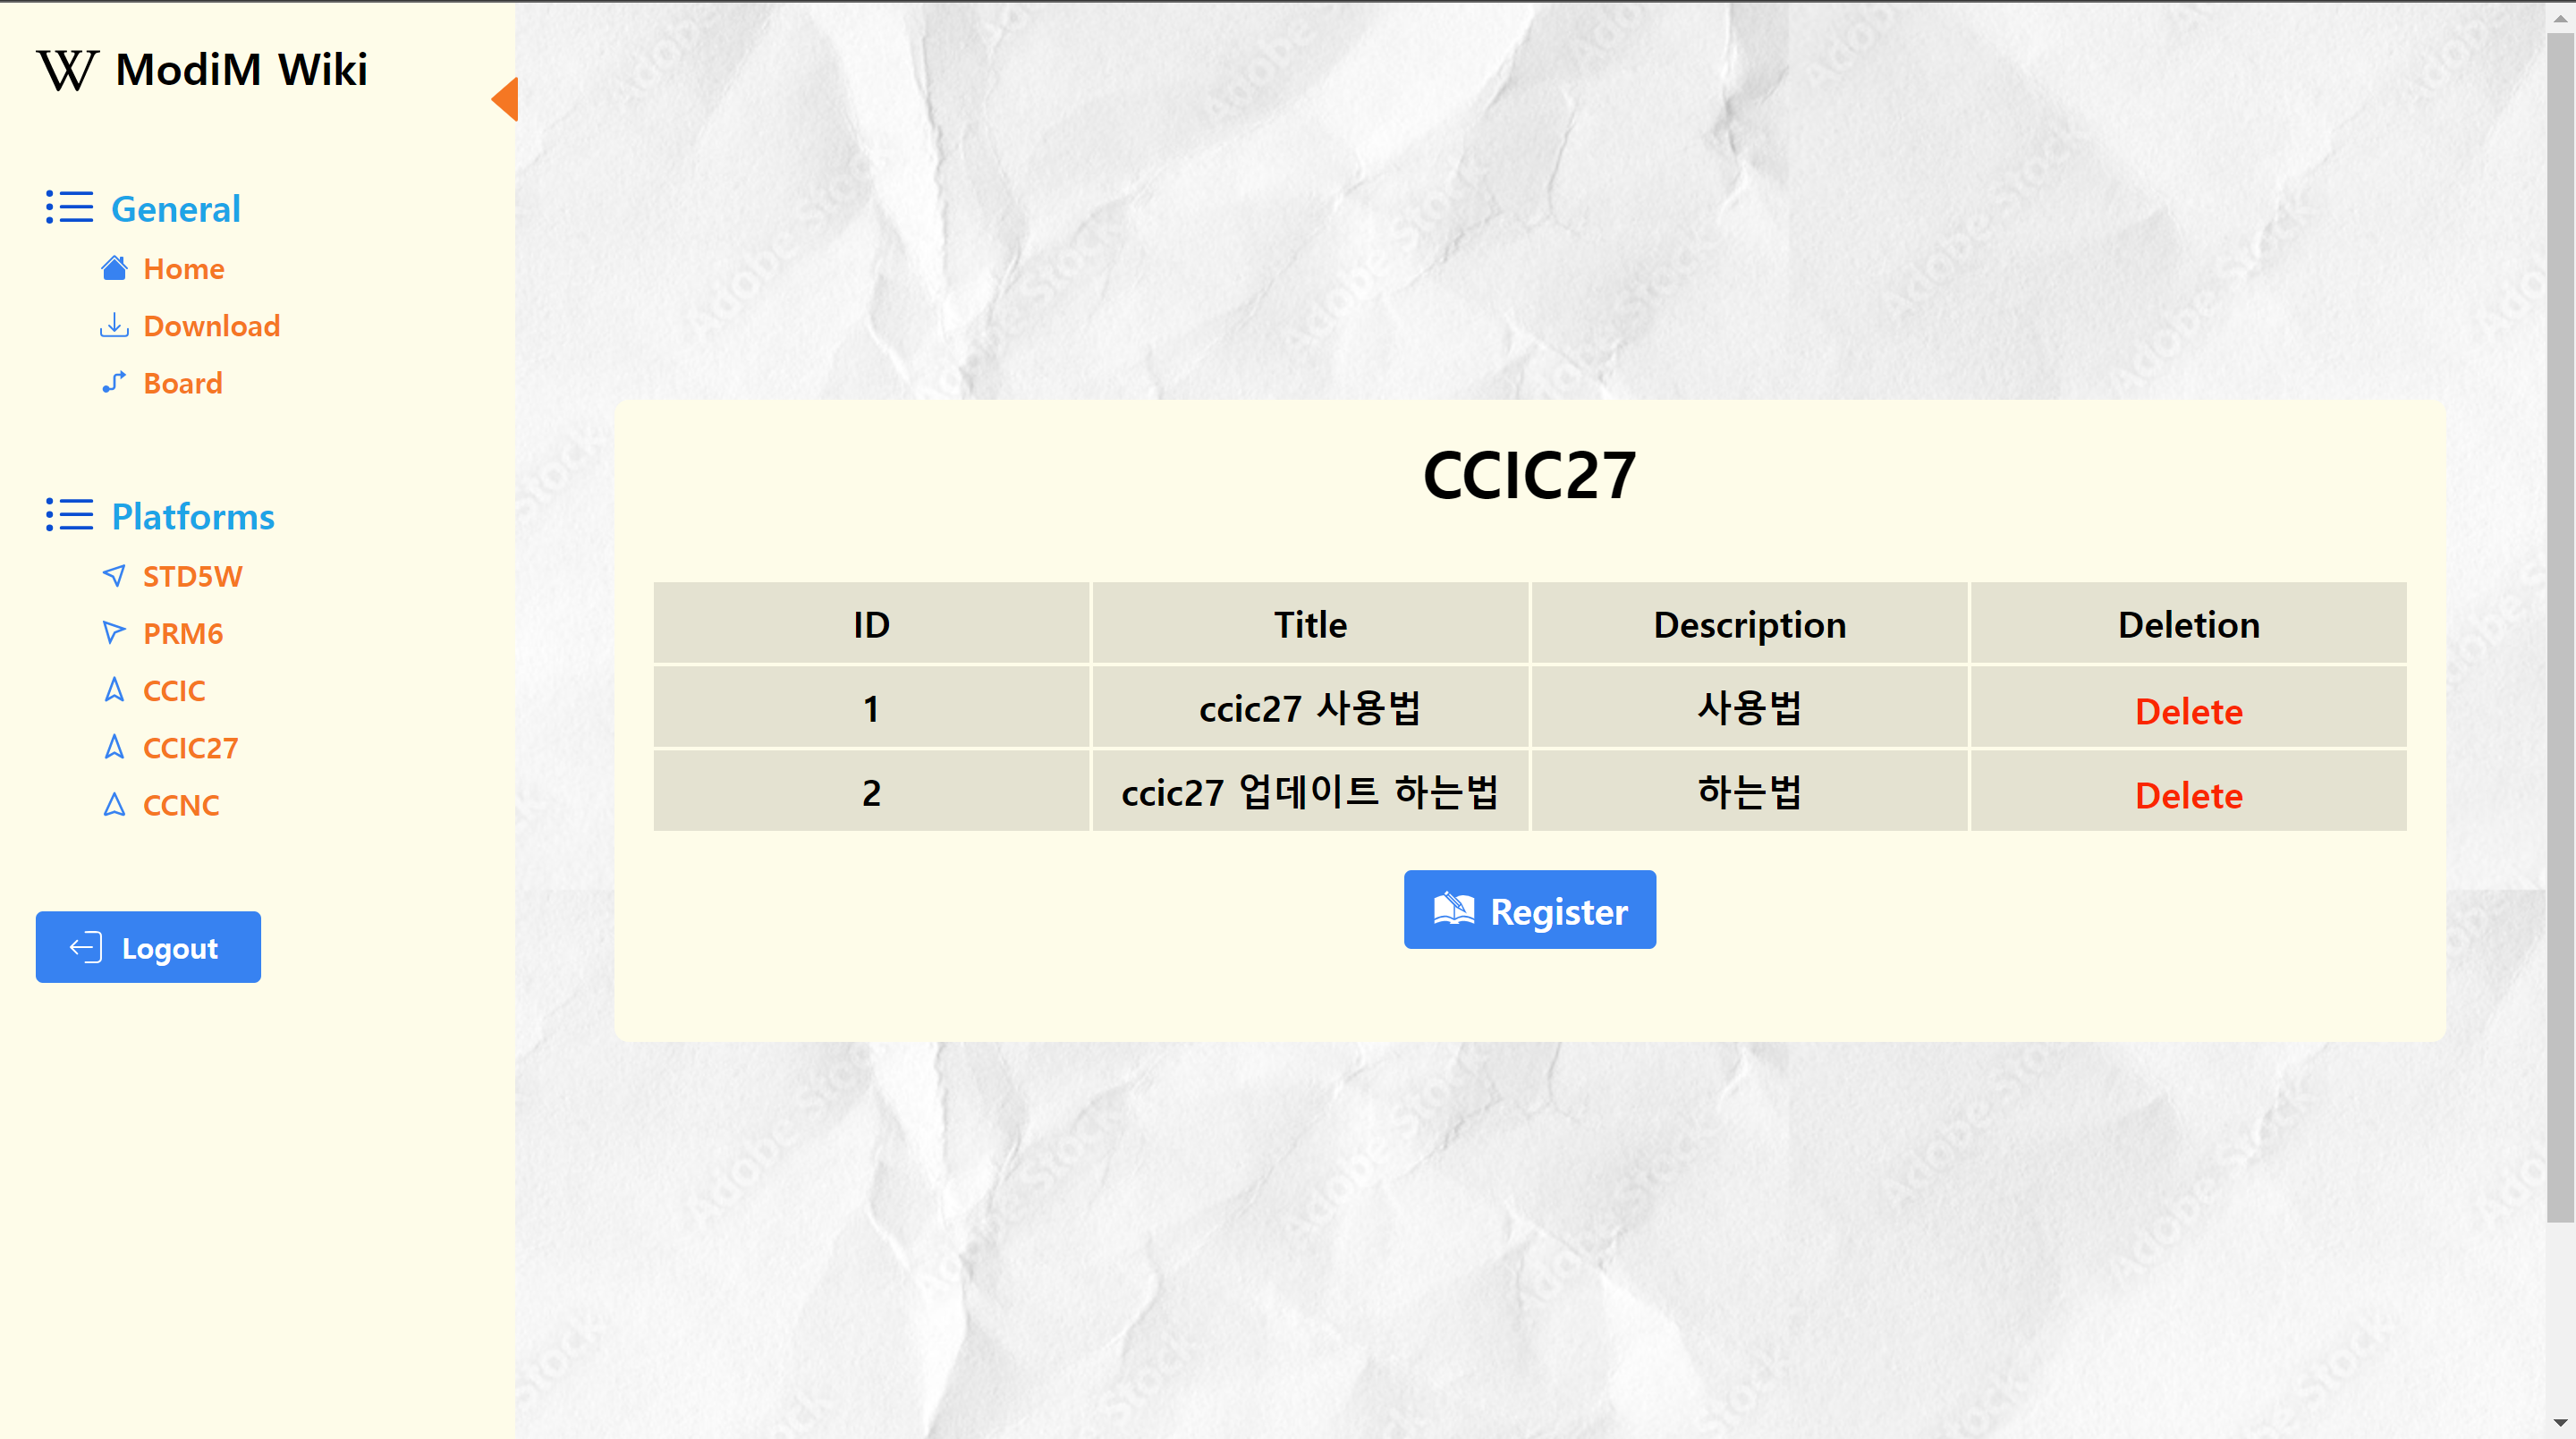 ModiM Wiki
General
Home
Download
Board
Platforms
STD5W
PRM6
CCIC
CCIC27
CCNC
Logout
CCIC27
ID Title Description Deletion
1 ccic27 사용법 사용법 Delete
2 ccic27 업데이트 하는법 하는법 Delete
Register
Adobe Stock